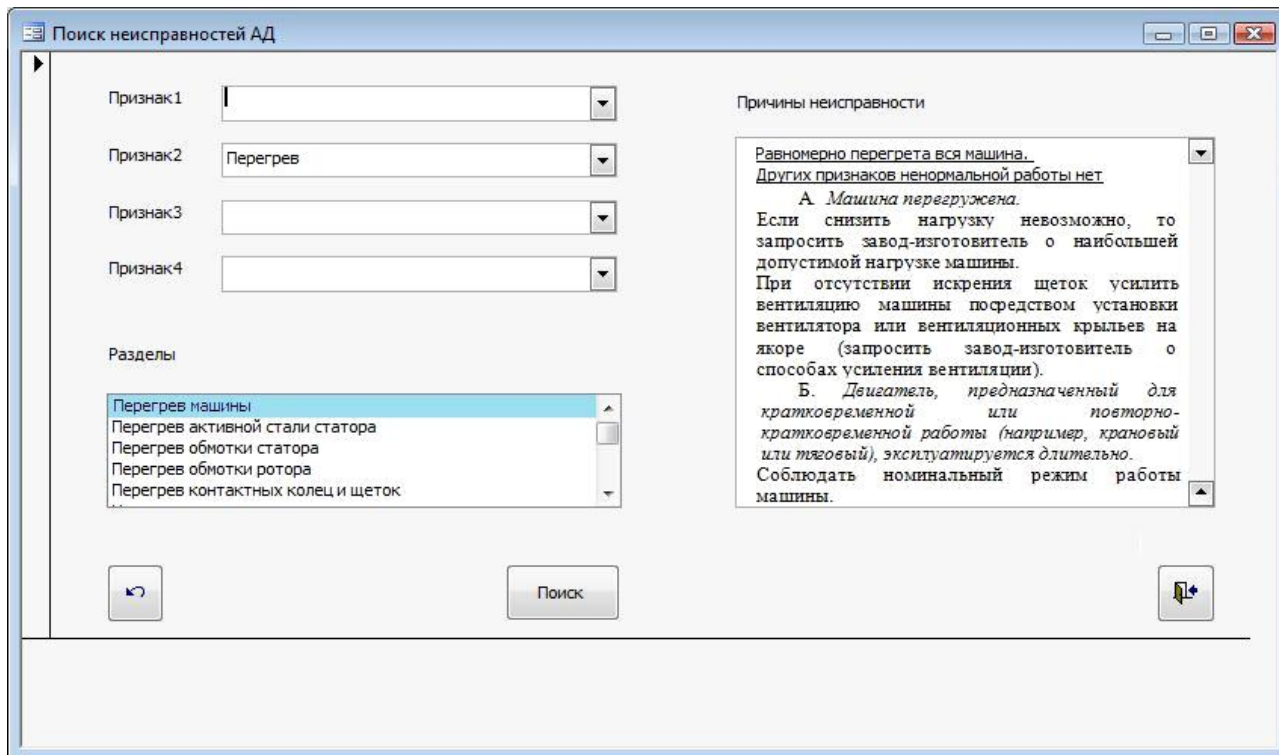 Поиск неисправностей АД
Признак1
Признак2
Перегрев
Признак3
Признак4
Разделы
Перегрев машины
Перегрев активной стали статора
Перегрев обмотки статора
Перегрев обмотки ротора
Перегрев контактных колец и щеток
Поиск
Причины неисправности
Равномерно перегрета вся машина.
Других признаков ненормальной работы нет
А. Машина перегружена.
Если снизить нагрузку невозможно, то
запросить завод-изготовитель о наибольшей
допустимой нагрузке машины.
При отсутствии искрения щеток усилить
вентиляцию машины посредством установки
вентилятора или вентиляционных крыльев на
якоре (запросить завод-изготовитель о
способах усиления вентиляции).
Б. Двигатель, предназначенный для
кратковременной или повторно-
кратковременной работы (например, крановый
или тяговый), эксплуатируется длительно.
Соблюдать номинальный режим работы
машины.